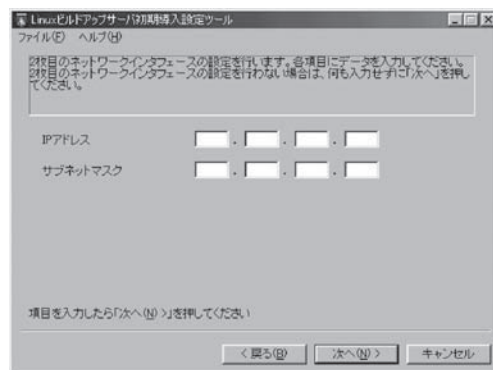 Linuxビルドアップサーバ初期導入設定ツール
ファイル(F) ヘルプ(H)
2枚目のネットワークインタフェースの設定を行います。各項目にデータを入力してください。
2枚目のネットワークインタフェースの設定を行わない場合は、何も入力せずに「次へ」を押し
てください。
IPアドレス . . .
サブネットマスク . . .
項目を入力したら「次へ(N) >」を押してください
< 戻る(B) 次へ(N) > キャンセル